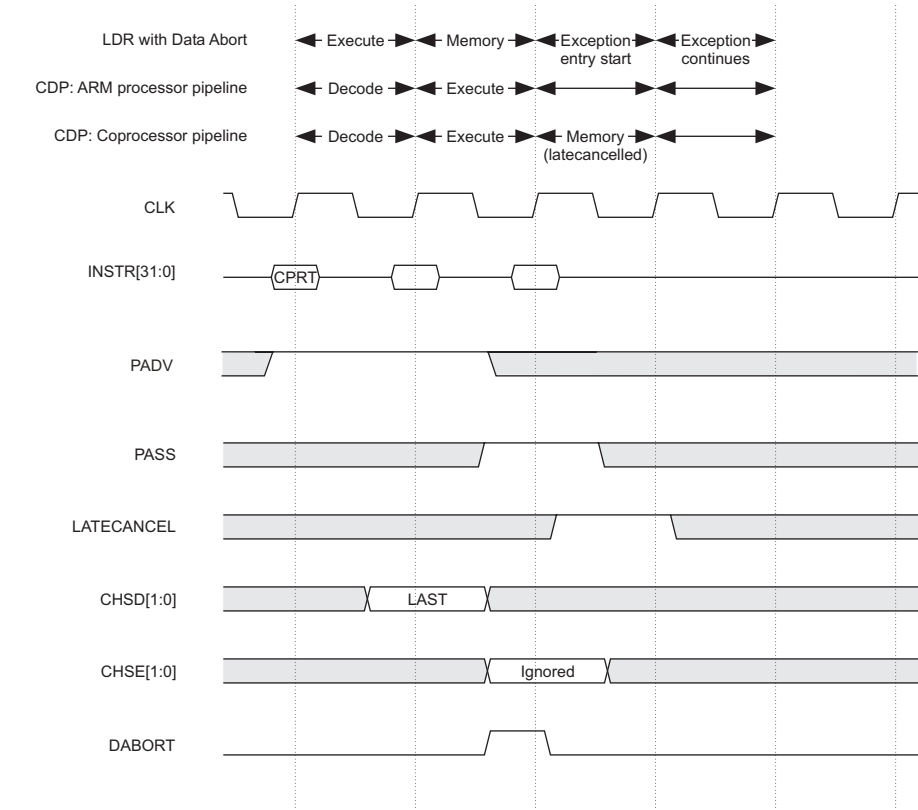 LDR with Data Abort
Execute
Memory
Exception
entry start
Exception
continues
CDP: ARM processor pipeline
Decode
Execute
CDP: Coprocessor pipeline
Decode
Execute
Memory
(latecancelled)
CLK
INSTR[31:0]
CPRT
PADV
PASS
LATECANCEL
CHSD[1:0]
LAST
CHSE[1:0]
Ignored
DABORT